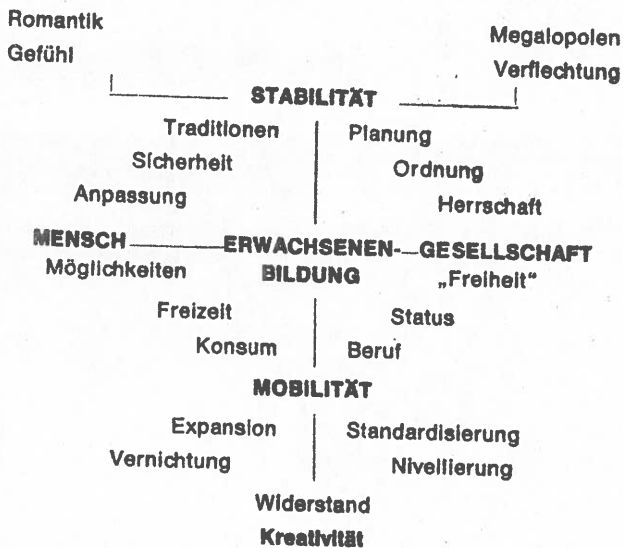 Romantik
Gefühl
Megalopolen
Verflechtung
STABILITÄT
Traditionen Planung
Sicherheit Ordnung
Anpassung Herrschaft
MENSCH ERWACHSENEN- GESELLSCHAFT
Möglichkeiten BILDUNG „Freiheit“
Freizeit Status
Konsum Beruf
MOBILITÄT
Expansion Standardisierung
Vernichtung Nivellierung
Widerstand
Kreativität